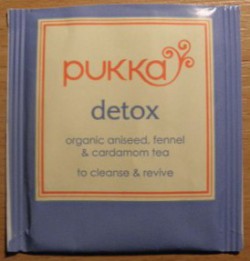 pukka
detox
organic aniseed, fennel
& cardamom tea
to cleanse & revive